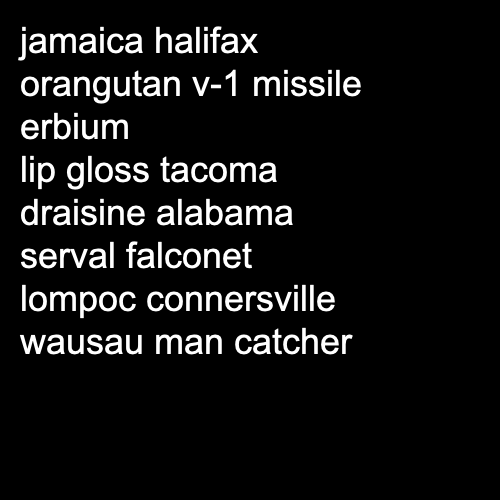 jamaica halifax
orangutan v-1 missile
erbium
lip gloss tacoma
draisine alabama
serval falconet
lompoc connersville
wausau man catcher